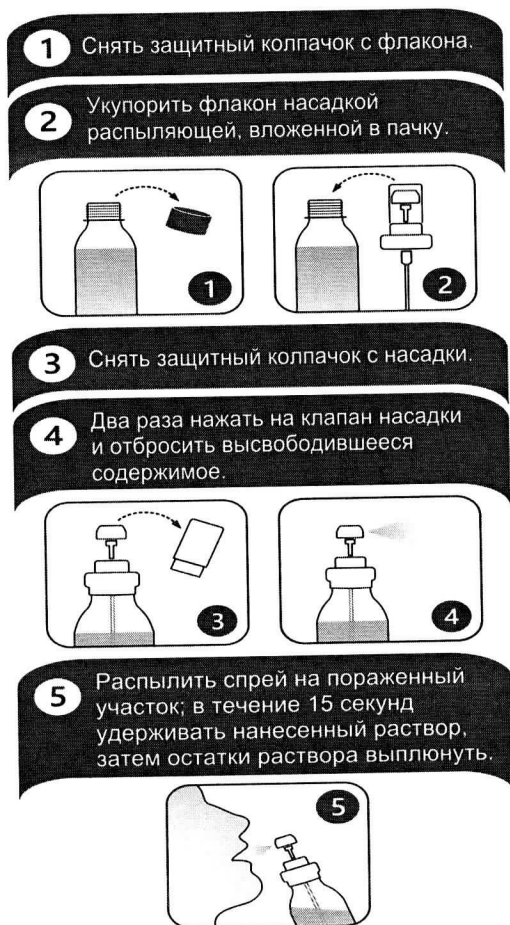 1 Снять защитный колпачок с флакона.
2 Укупорить флакон насадкой
распыляющей, вложенной в пачку.
1
2
3 Снять защитный колпачок с насадки.
4 Два раза нажать на клапан насадки
и отбросить высвободившееся
содержимое.
3
4
5 Распылить спрей на пораженный
участок; в течение 15 секунд
удерживать нанесенный раствор,
затем остатки раствора выплюнуть.
5